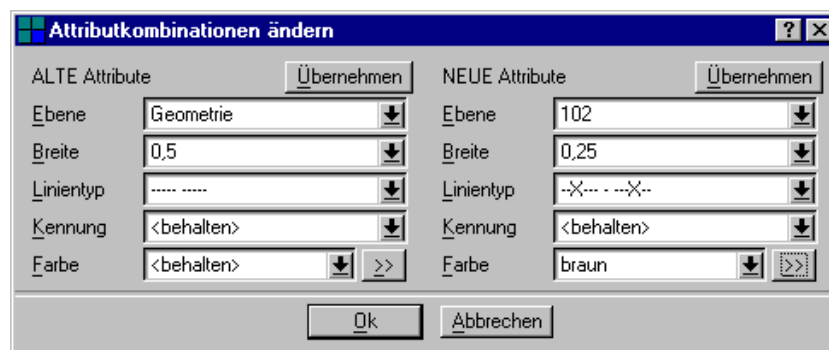 Attributkombinationen ändern
ALTE Attribute Übernehmen NEUE Attribute Übernehmen
Ebene Geometrie Ebene 102
Breite 0,5 Breite 0,25
Linientyp ----- ----- Linientyp --X--- - ---X--
Kennung <behalten> Kennung <behalten>
Farbe <behalten> >> Farbe braun >>
Ok Abbrechen